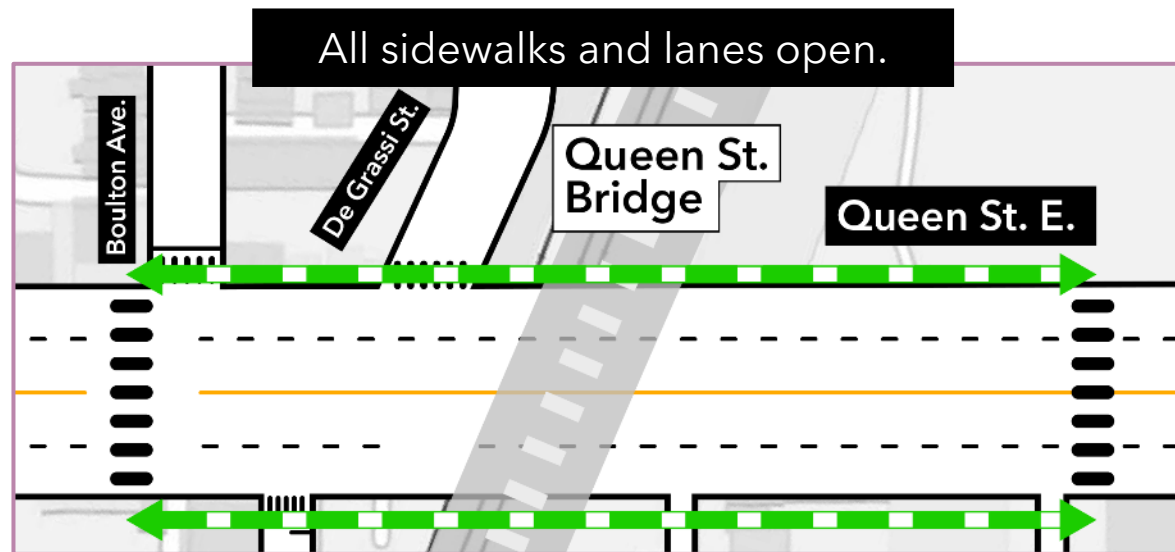 All sidewalks and lanes open.
Boulton Ave.
De Grassi St.
Queen St.
Bridge
Queen St. E.